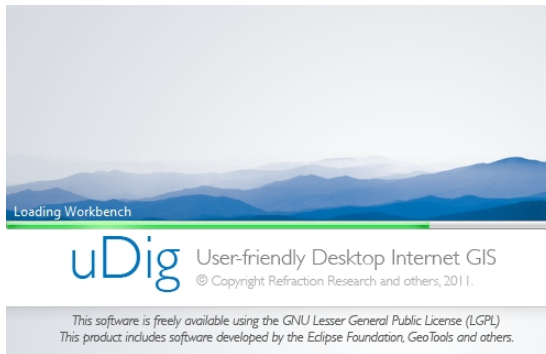 Loading Workbench
uDig User-friendly Desktop Internet GIS
© Copyright Refraction Research and others, 2011.
This software is freely available using the GNU Lesser General Public License (LGPL)
This product includes software developed by the Eclipse Foundation, GeoTools and others.